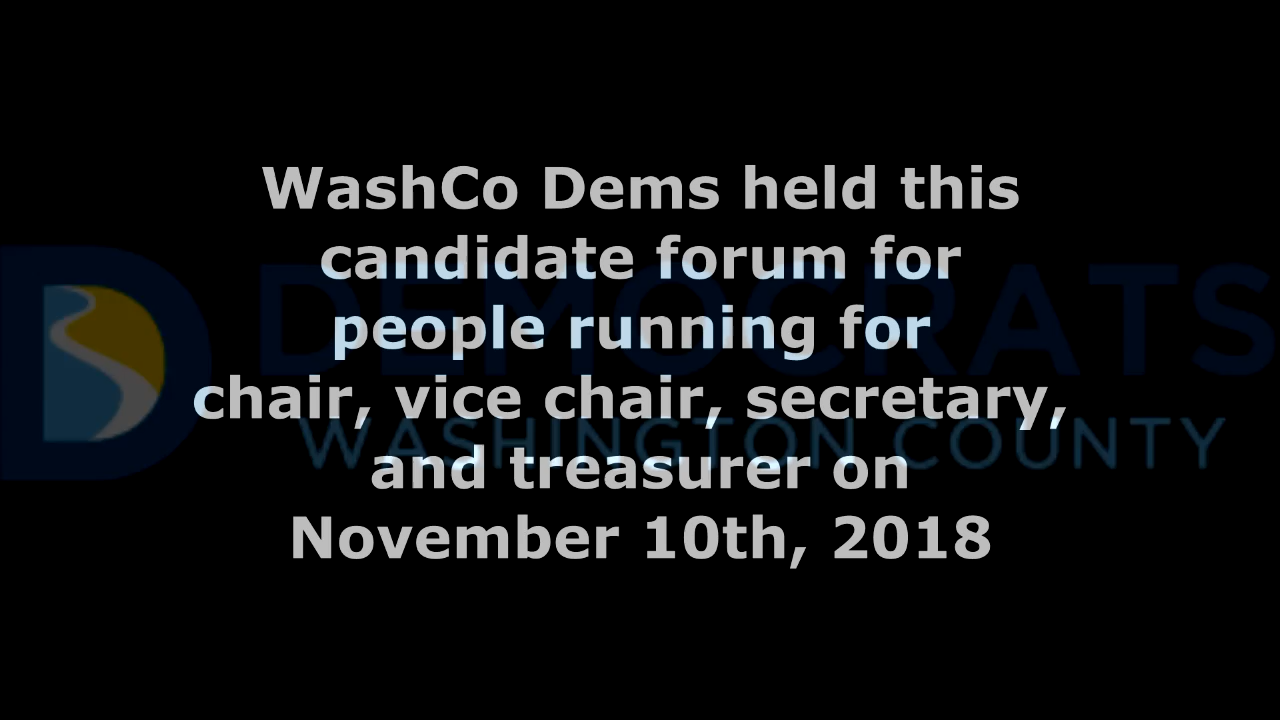 WashCo Dems held this
candidate forum for
people running for
chair, vice chair, secretary,
and treasurer on
November 10th, 2018
DEMOCRATS
WASHINGTON COUNTY